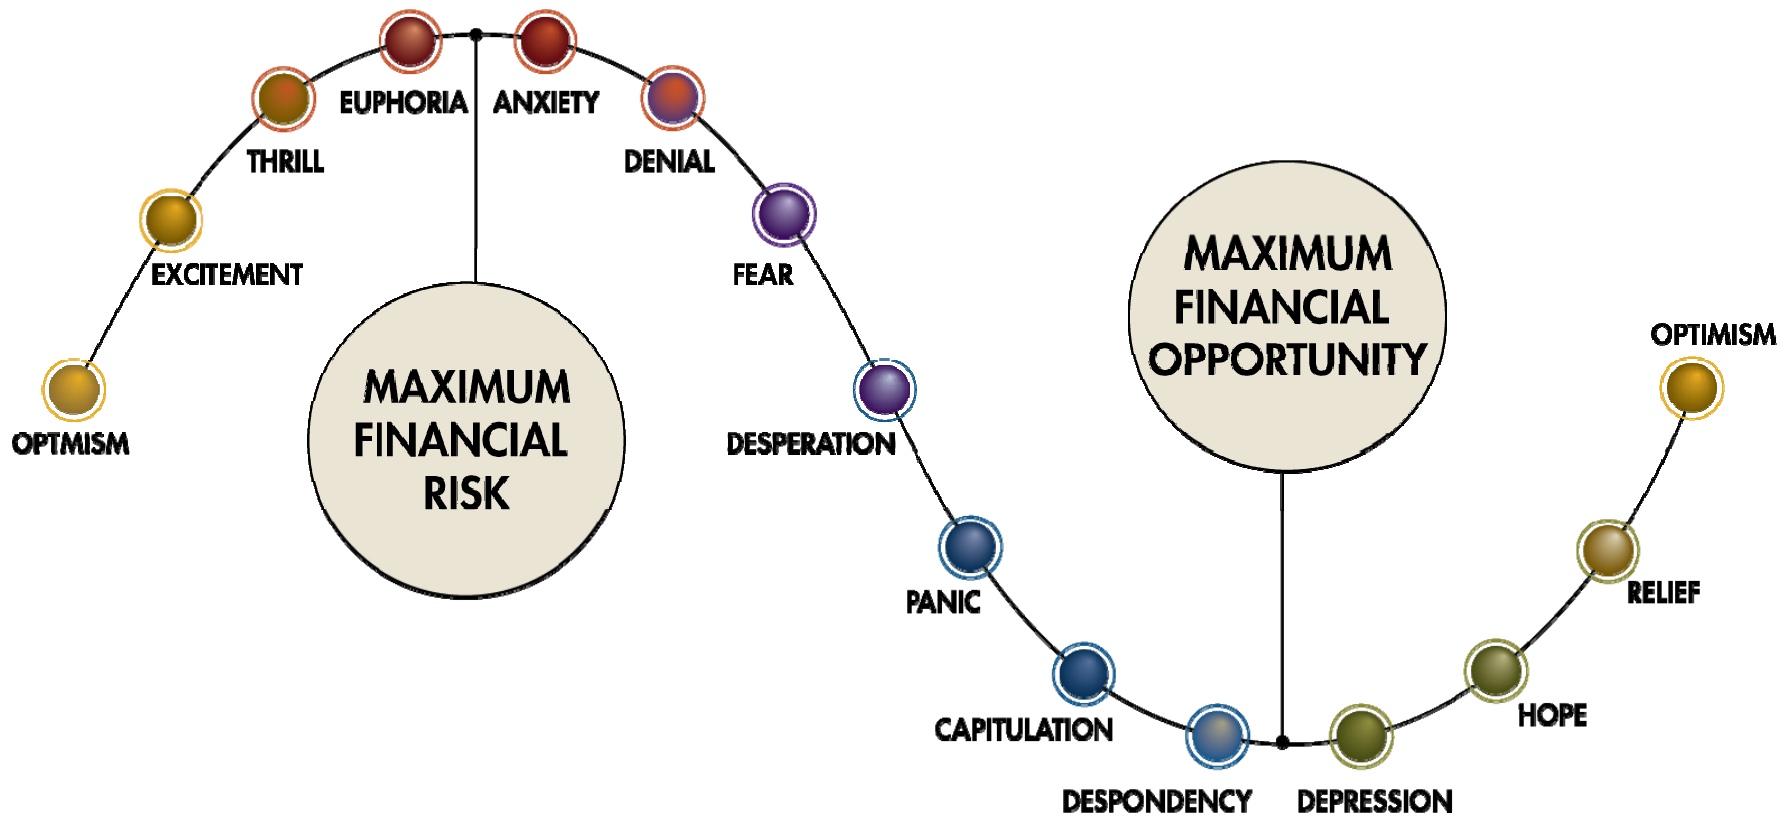 OPTMISM
EXCITEMENT
THRILL
EUPHORIA
ANXIETY
DENIAL
FEAR
DESPERATION
PANIC
CAPITULATION
DESPONDENCY
DEPRESSION
HOPE
RELIEF
OPTIMISM
MAXIMUM
FINANCIAL
RISK
MAXIMUM
FINANCIAL
OPPORTUNITY